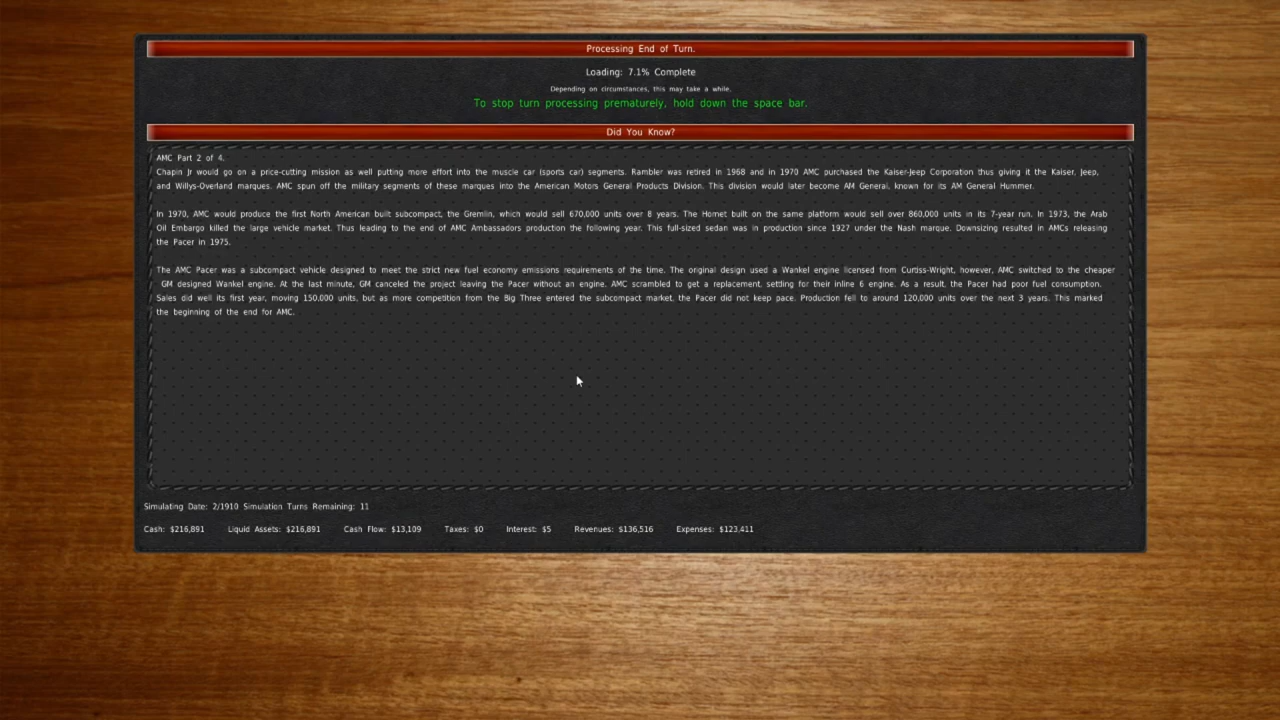 Processing End of Turn.
Loading: 7.1% Complete
Depending on circumstances, this may take a while.
To stop turn processing prematurely, hold down the space bar.
Did You Know?
AMC Part 2 of 4.
Chapin Jr would go on a price-cutting mission as well putting more effort into the muscle car (sports car) segments. Rambler was retired in 1968 and in 1970 AMC purchased the Kaiser-Jeep Corporation thus giving it the Kaiser, Jeep,
and Willys-Overland marques. AMC spun off the military segments of these marques into the American Motors General Products Division. This division would later become AM General, known for its AM General Hummer.
In 1970, AMC would produce the first North American built subcompact, the Gremlin, which would sell 670,000 units over 8 years. The Hornet built on the same platform would sell over 860,000 units in its 7-year run. In 1973, the Arab
Oil Embargo killed the large vehicle market. Thus leading to the end of AMC Ambassadors production the following year. This full-sized sedan was in production since 1927 under the Nash marque. Downsizing resulted in AMCs releasing
the Pacer in 1975.
The AMC Pacer was a subcompact vehicle designed to meet the strict new fuel economy emissions requirements of the time. The original design used a Wankel engine licensed from Curtiss-Wright, however, AMC switched to the cheaper
GM designed Wankel engine. At the last minute, GM canceled the project leaving the Pacer without an engine. AMC scrambled to get a replacement, settling for their inline 6 engine. As a result, the Pacer had poor fuel consumption.
Sales did well its first year, moving 150,000 units, but as more competition from the Big Three entered the subcompact market, the Pacer did not keep pace. Production fell to around 120,000 units over the next 3 years. This marked
the beginning of the end for AMC.
Simulating Date: 2/1910 Simulation Turns Remaining: 11
Cash: $216,891 Liquid Assets: $216,891 Cash Flow: $13,109 Taxes: $0 Interest: $5 Revenues: $136,516 Expenses: $123,411